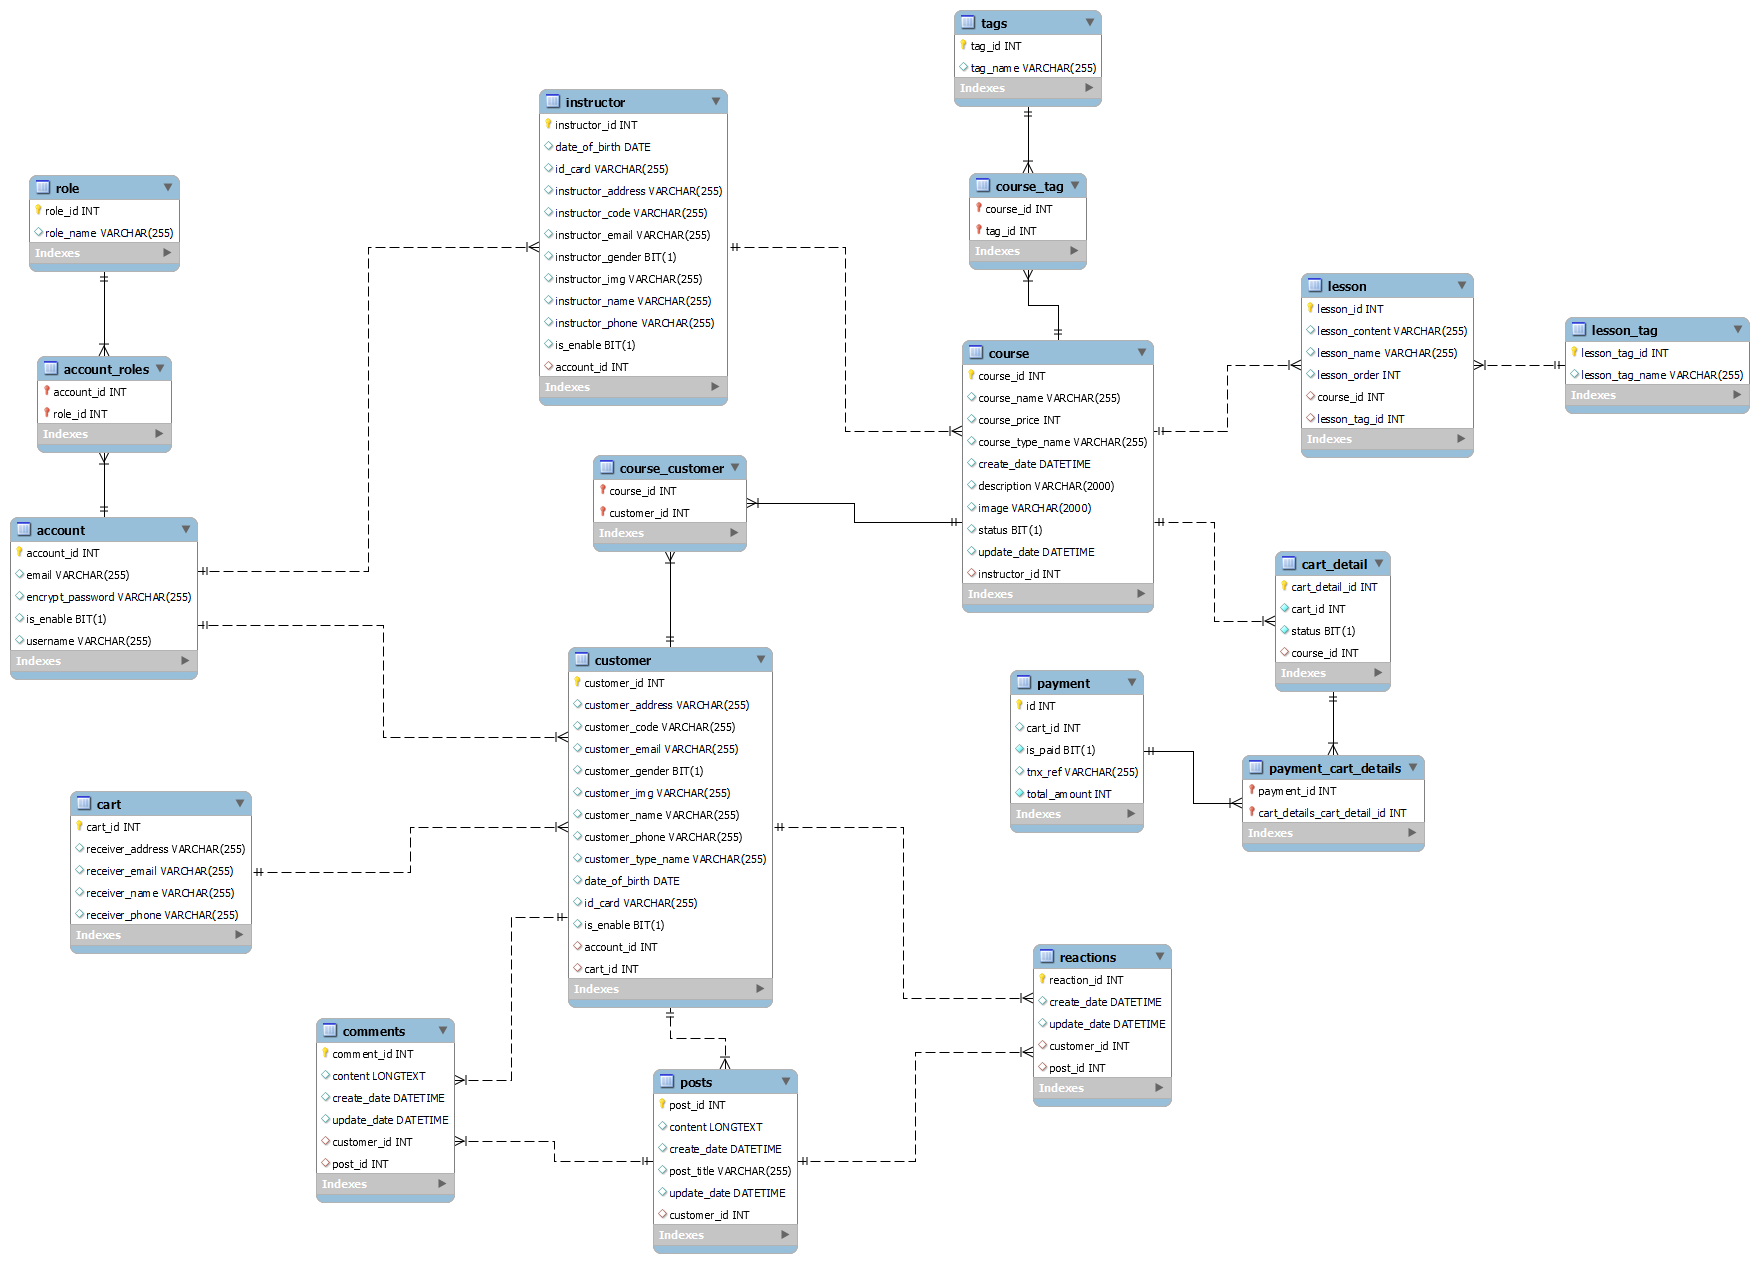 tags
tag_id INT
tag_name VARCHAR(255)
Indexes
instructor
instructor_id INT
date_of_birth DATE
id_card VARCHAR(255)
instructor_address VARCHAR(255)
instructor_code VARCHAR(255)
instructor_email VARCHAR(255)
instructor_gender BIT(1)
instructor_img VARCHAR(255)
instructor_name VARCHAR(255)
instructor_phone VARCHAR(255)
is_enable BIT(1)
account_id INT
Indexes
role
role_id INT
role_name VARCHAR(255)
Indexes
course_tag
course_id INT
tag_id INT
Indexes
lesson
lesson_id INT
lesson_content VARCHAR(255)
lesson_name VARCHAR(255)
lesson_order INT
course_id INT
lesson_tag_id INT
Indexes
lesson_tag
lesson_tag_id INT
lesson_tag_name VARCHAR(255)
Indexes
account_roles
account_id INT
role_id INT
Indexes
course
course_id INT
course_name VARCHAR(255)
course_price INT
course_type_name VARCHAR(255)
create_date DATETIME
description VARCHAR(2000)
image VARCHAR(2000)
status BIT(1)
update_date DATETIME
instructor_id INT
Indexes
course_customer
course_id INT
customer_id INT
Indexes
account
account_id INT
email VARCHAR(255)
encrypt_password VARCHAR(255)
is_enable BIT(1)
username VARCHAR(255)
Indexes
cart_detail
cart_detail_id INT
cart_id INT
status BIT(1)
course_id INT
Indexes
customer
customer_id INT
customer_address VARCHAR(255)
customer_code VARCHAR(255)
customer_email VARCHAR(255)
customer_gender BIT(1)
customer_img VARCHAR(255)
customer_name VARCHAR(255)
customer_phone VARCHAR(255)
customer_type_name VARCHAR(255)
date_of_birth DATE
id_card VARCHAR(255)
is_enable BIT(1)
account_id INT
cart_id INT
Indexes
payment
id INT
cart_id INT
is_paid BIT(1)
tnx_ref VARCHAR(255)
total_amount INT
Indexes
payment_cart_details
payment_id INT
cart_details_cart_detail_id INT
Indexes
cart
cart_id INT
receiver_address VARCHAR(255)
receiver_email VARCHAR(255)
receiver_name VARCHAR(255)
receiver_phone VARCHAR(255)
Indexes
reactions
reaction_id INT
create_date DATETIME
update_date DATETIME
customer_id INT
post_id INT
Indexes
comments
comment_id INT
content LONGTEXT
create_date DATETIME
update_date DATETIME
customer_id INT
post_id INT
Indexes
posts
post_id INT
content LONGTEXT
create_date DATETIME
post_title VARCHAR(255)
update_date DATETIME
customer_id INT
Indexes